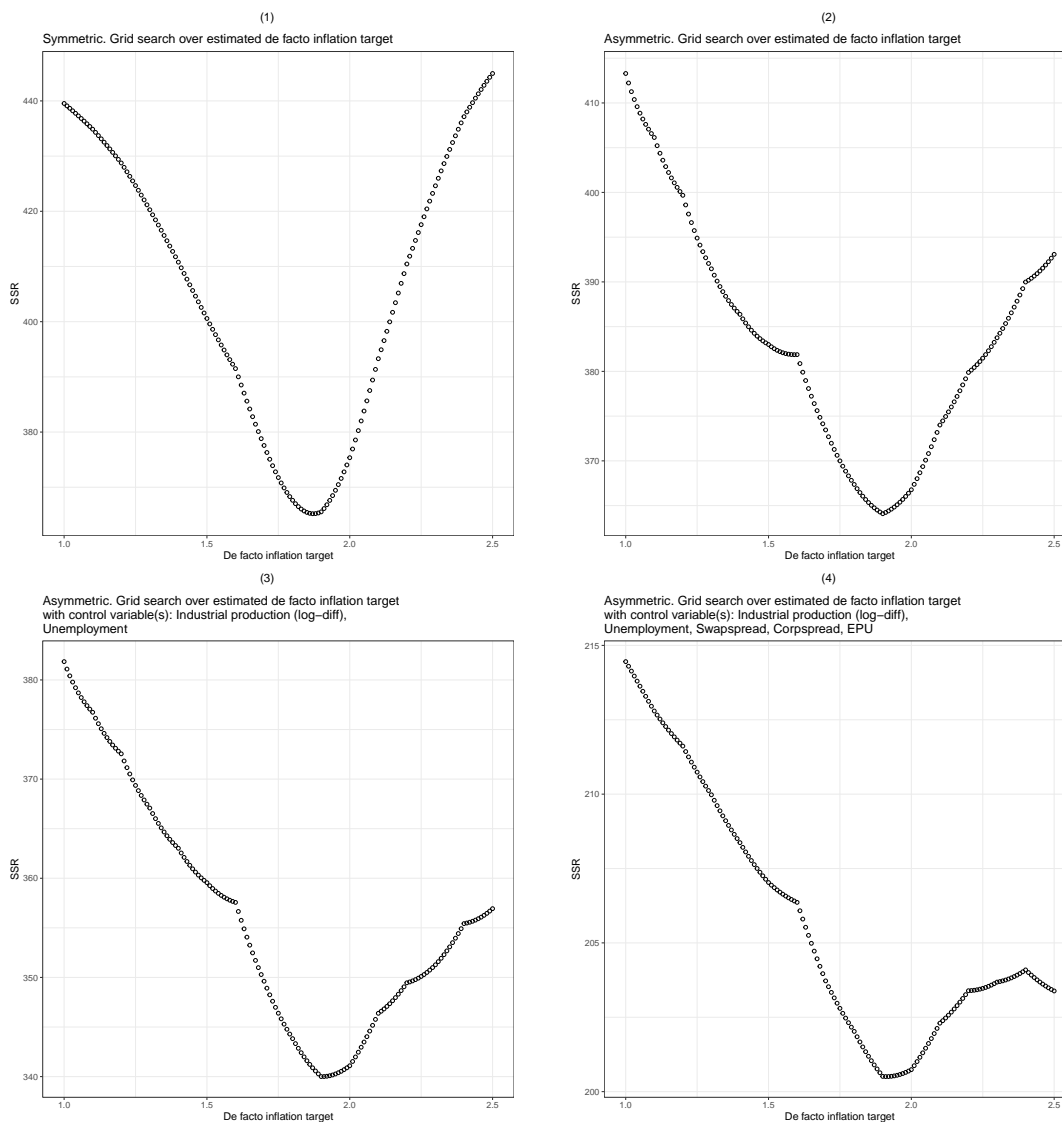 (1)
Symmetric. Grid search over estimated de facto inflation target
440
420
400
380
SSR
1.0 1.5 2.0 2.5
De facto inflation target
(2)
Asymmetric. Grid search over estimated de facto inflation target
410
400
390
380
370
SSR
1.0 1.5 2.0 2.5
De facto inflation target
(3)
Asymmetric. Grid search over estimated de facto inflation target
with control variable(s): Industrial production (log−diff),
Unemployment
380
370
360
350
340
SSR
1.0 1.5 2.0 2.5
De facto inflation target
(4)
Asymmetric. Grid search over estimated de facto inflation target
with control variable(s): Industrial production (log−diff),
Unemployment, Swapspread, Corpspread, EPU
215
210
205
200
SSR
1.0 1.5 2.0 2.5
De facto inflation target